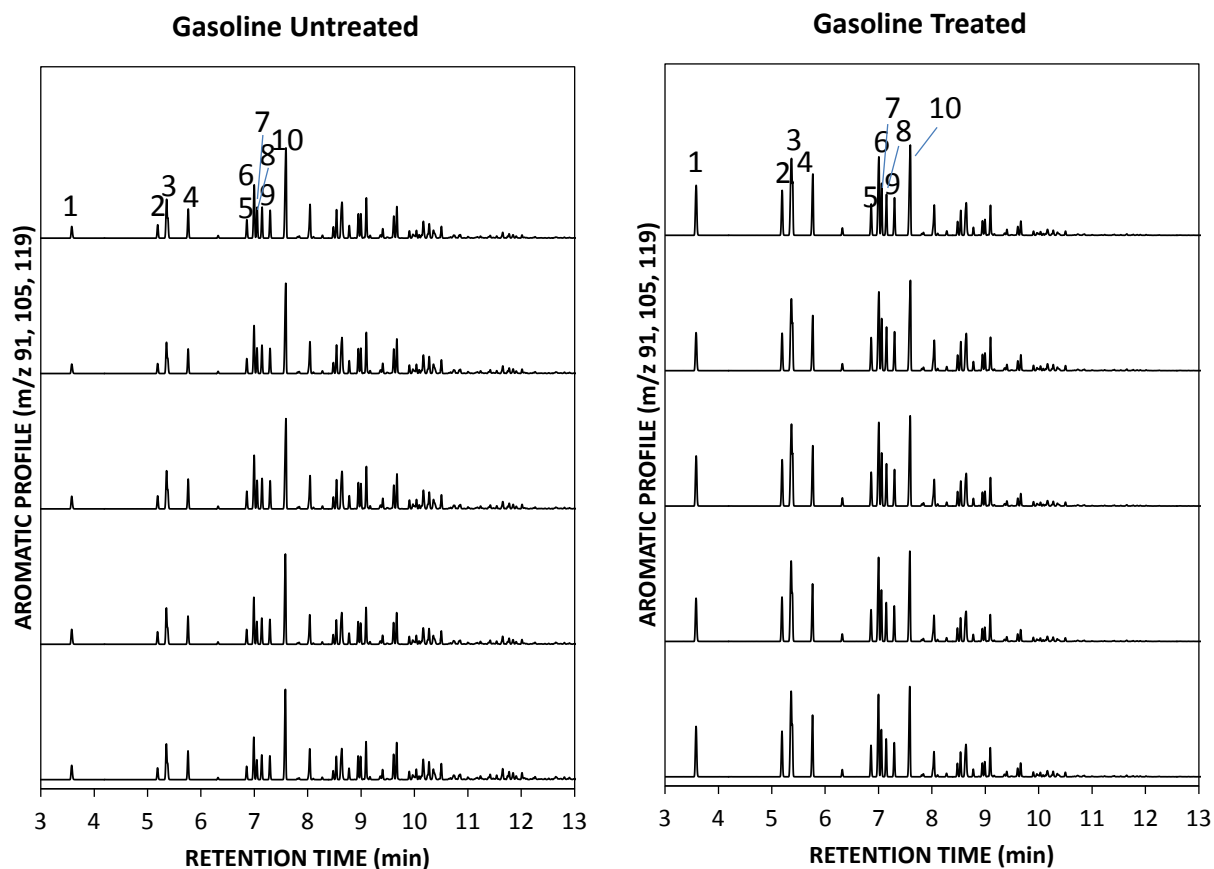 Gasoline Untreated
AROMATIC PROFILE (m/z 91, 105, 119)
1
2
3
4
5
6
7
8
9
10
3 4 5 6 7 8 9 10 11 12 13
RETENTION TIME (min)
Gasoline Treated
AROMATIC PROFILE (m/z 91, 105, 119)
1
2
3
4
5
6
7
8
9
10
3 4 5 6 7 8 9 10 11 12 13
RETENTION TIME (min)